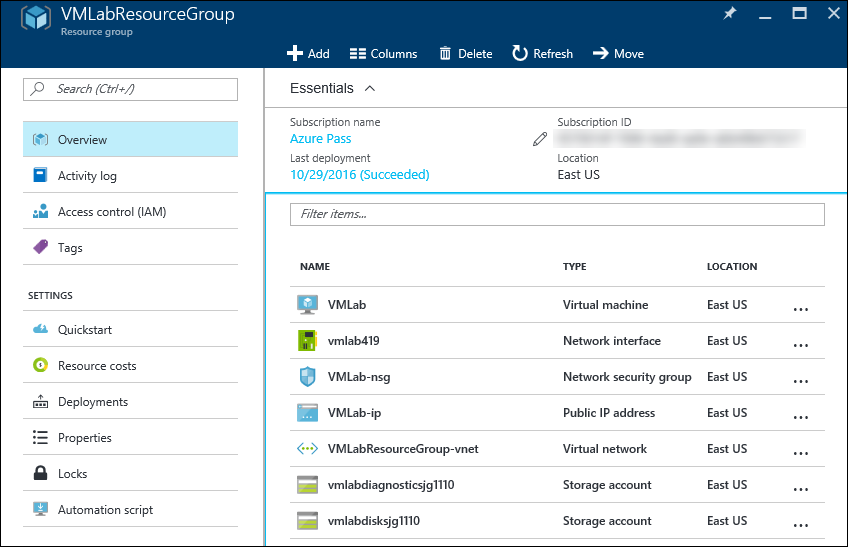 VMLabResourceGroup
Resource group
Add Columns Delete Refresh Move
Search (Ctrl+/)
Overview
Activity log
Access control (IAM)
Tags
SETTINGS
Quickstart
Resource costs
Deployments
Properties
Locks
Automation script
Essentials
Subscription name Subscription ID
Azure Pass
Last deployment Location
10/29/2016 (Succeeded) East US
Filter items...
NAME TYPE LOCATION
VMLab Virtual machine East US ...
vmlab419 Network interface East US ...
VMLab-nsg Network security group East US ...
VMLab-ip Public IP address East US ...
VMLabResourceGroup-vnet Virtual network East US ...
vmlabdiagnosticsjg1110 Storage account East US ...
vmlabdisksjg1110 Storage account East US ...